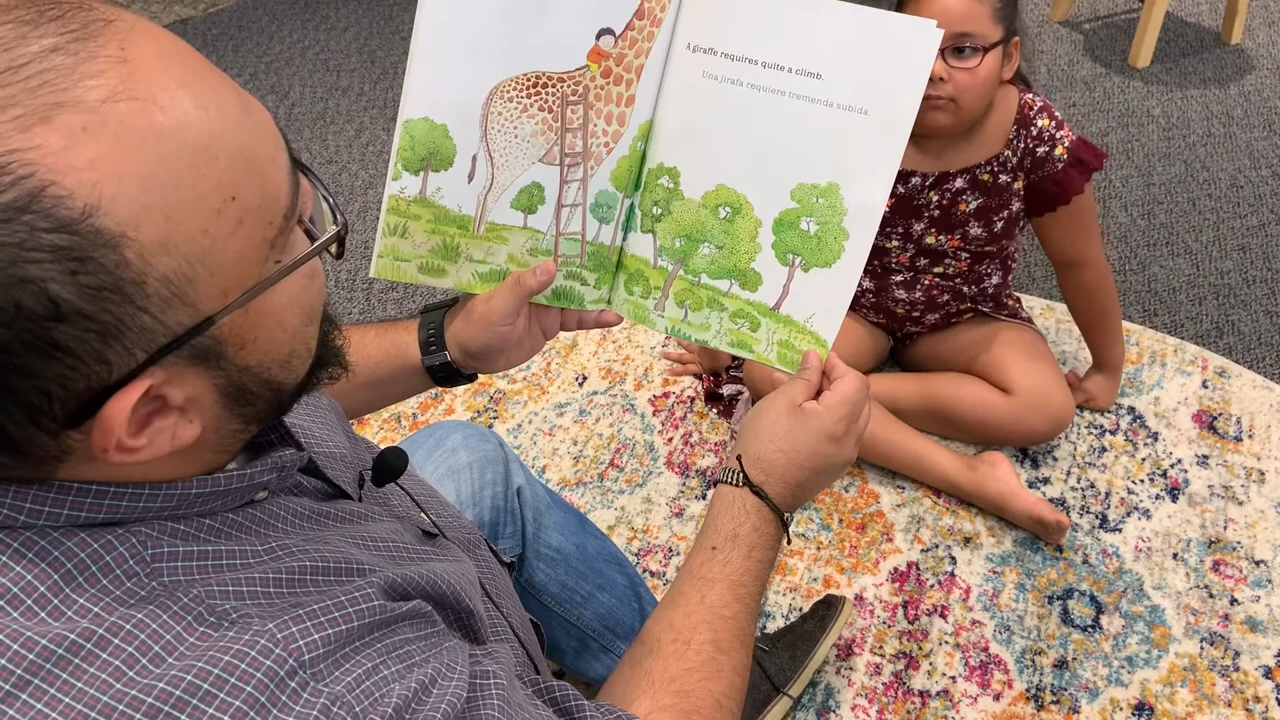 A giraffe requires quite a climb.
Una jirafa requiere tremenda subida.